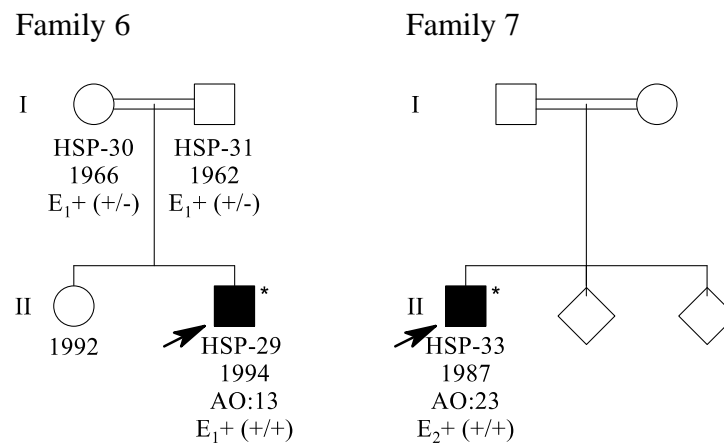 Family 6
I
HSP-30
1966
E₁+ (+/-)
HSP-31
1962
E₁+ (+/-)
II
1992
*
HSP-29
1994
AO:13
E₁+ (+/+)
Family 7
I
II
*
HSP-33
1987
AO:23
E₂+ (+/+)